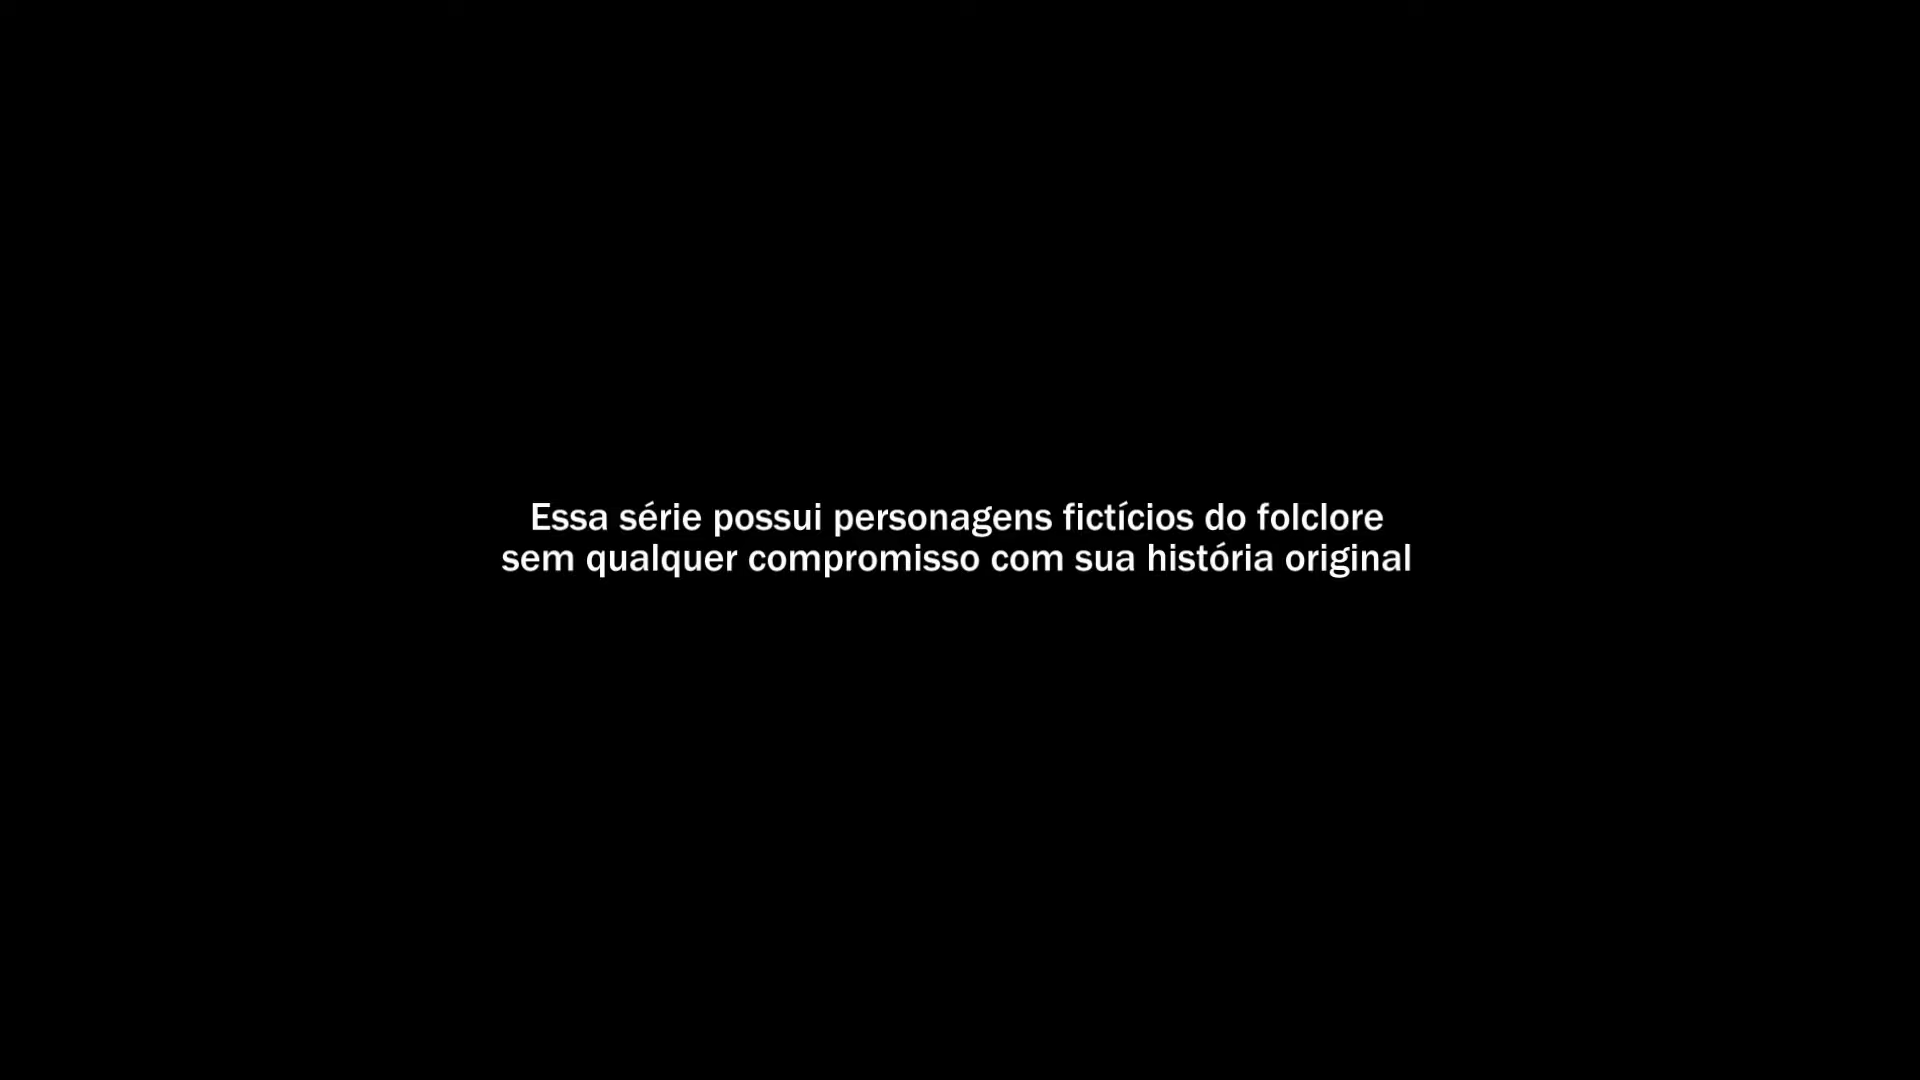 Essa série possui personagens fictícios do folclore
sem qualquer compromisso com sua história original